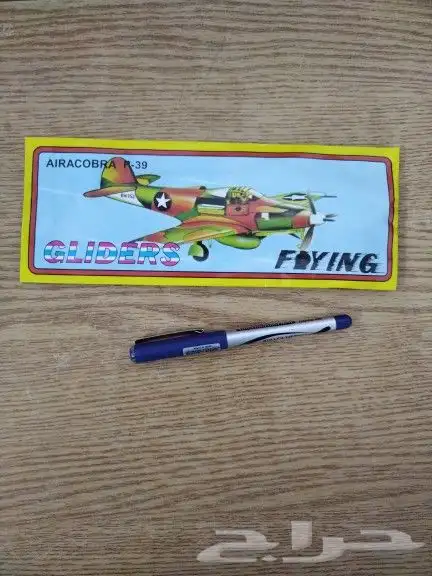 AIRACOBRA P-39
GLIDERS
FLYING
حراج